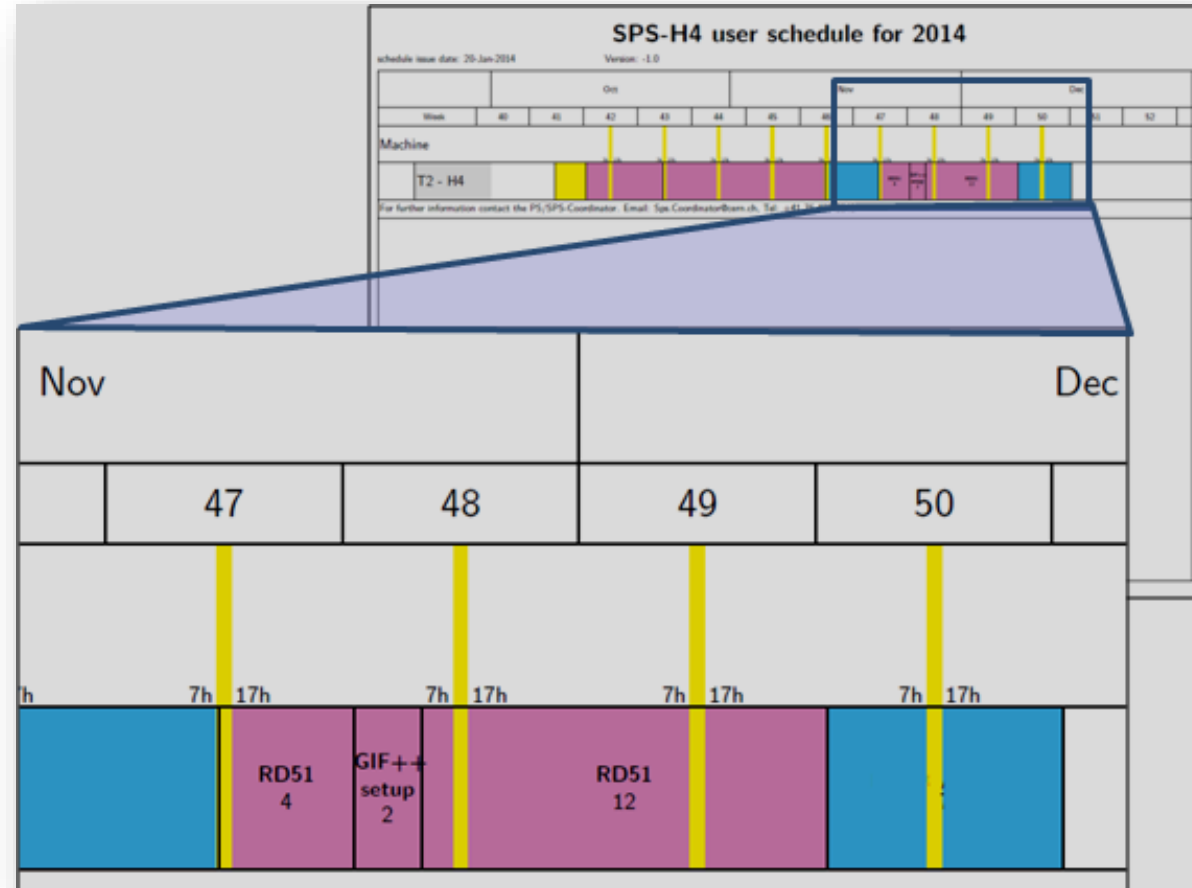 SPS-H4 user schedule for 2014
schedule issue date: 20-Jan-2014 Version: -1.0
Oct Nov Dec
Week 40 41 42 43 44 45 46 47 48 49 50 51 52
Machine
T2 - H4
For further information contact the PS/SPS-Coordinator. Email: Sps.Coordinator@cern.ch, Tel:
Nov Dec
47 48 49 50
7h 17h 7h 17h 7h 17h 7h 17h
RD51
4
GIF++
setup
2
RD51
12